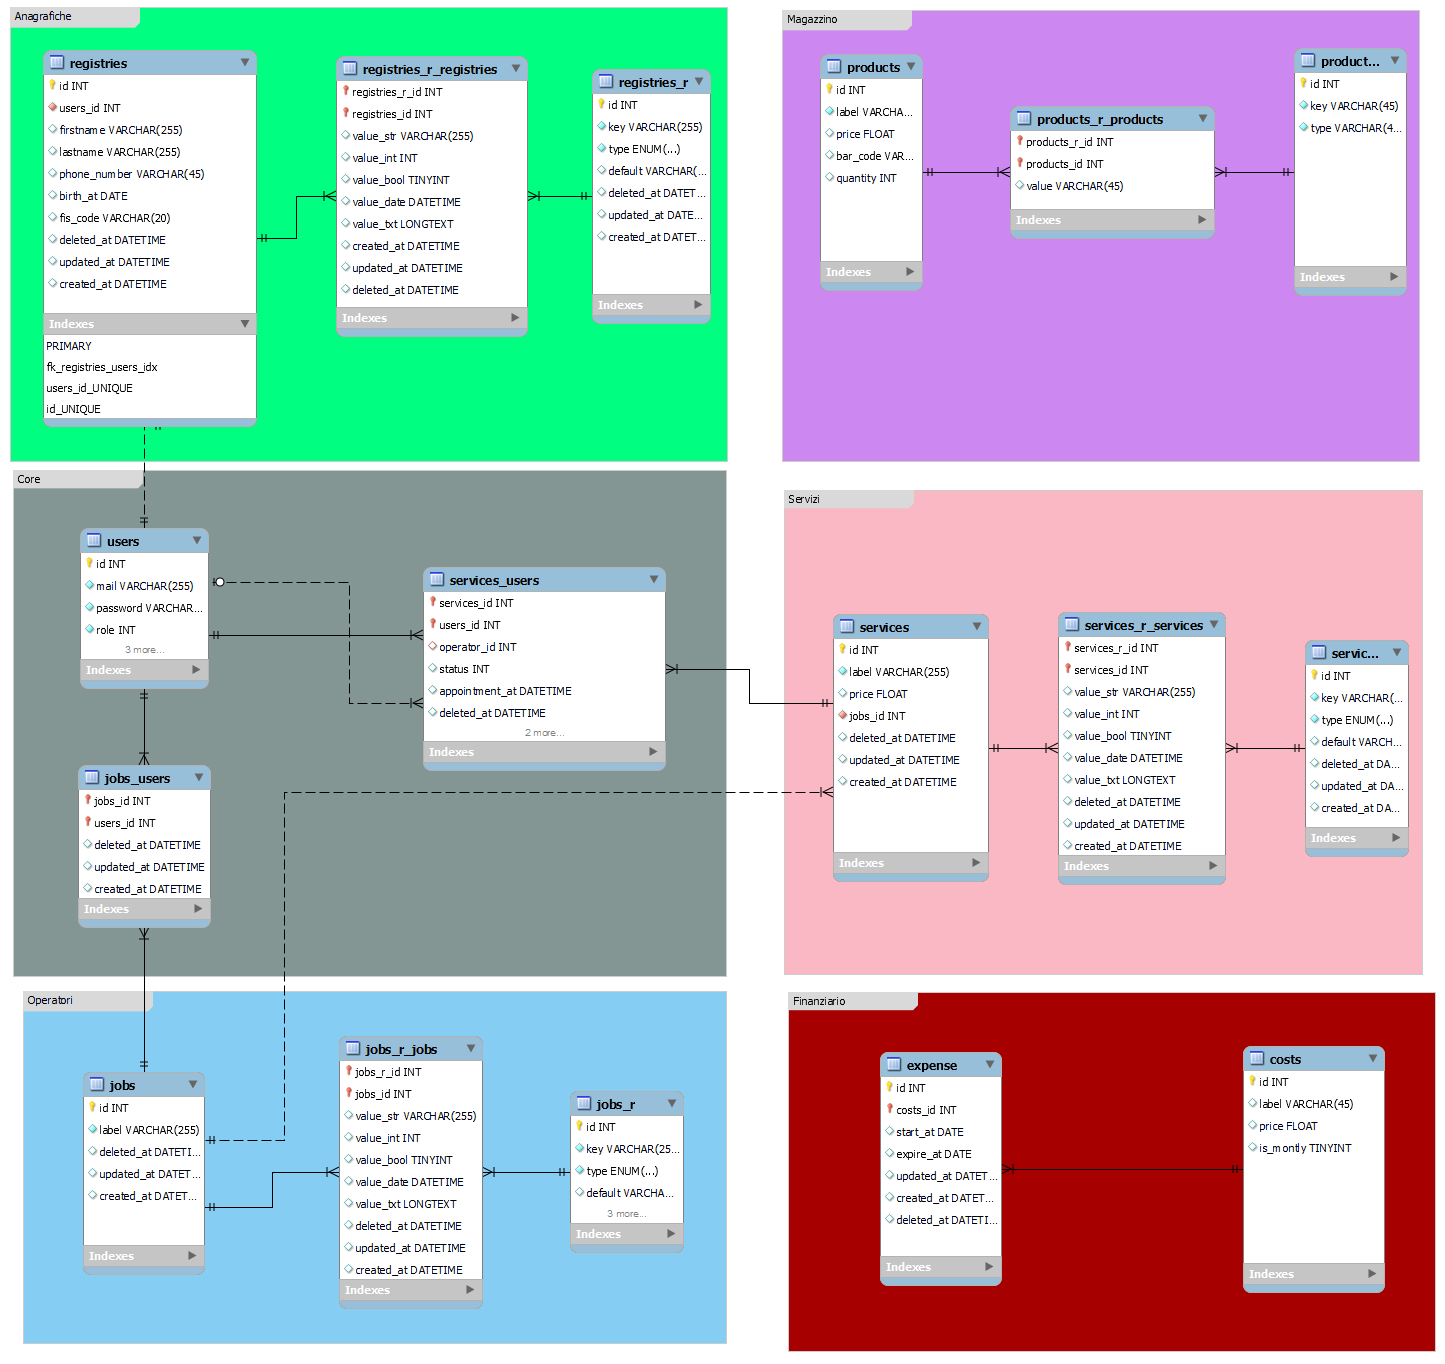 Anagrafiche
registries
id INT
users_id INT
firstname VARCHAR(255)
lastname VARCHAR(255)
phone_number VARCHAR(45)
birth_at DATE
fis_code VARCHAR(20)
deleted_at DATETIME
updated_at DATETIME
created_at DATETIME
Indexes
PRIMARY
fk_registries_users_idx
users_id_UNIQUE
id_UNIQUE
registries_r_registries
registries_r_id INT
registries_id INT
value_str VARCHAR(255)
value_int INT
value_bool TINYINT
value_date DATETIME
value_txt LONGTEXT
created_at DATETIME
updated_at DATETIME
deleted_at DATETIME
Indexes
registries_r
id INT
key VARCHAR(255)
type ENUM(...)
default VARCHAR(...
deleted_at DATET...
updated_at DATE...
created_at DATET...
Indexes
Magazzino
products
id INT
label VARCHA...
price FLOAT
bar_code VAR...
quantity INT
Indexes
products_r_products
products_r_id INT
products_id INT
value VARCHAR(45)
Indexes
product...
id INT
key VARCHAR(45)
type VARCHAR(4...
Indexes
Core
users
id INT
mail VARCHAR(255)
password VARCHAR...
role INT
3 more...
Indexes
services_users
services_id INT
users_id INT
operator_id INT
status INT
appointment_at DATETIME
deleted_at DATETIME
2 more...
Indexes
jobs_users
jobs_id INT
users_id INT
deleted_at DATETIME
updated_at DATETIME
created_at DATETIME
Indexes
Servizi
services
id INT
label VARCHAR(255)
price FLOAT
jobs_id INT
deleted_at DATETIME
updated_at DATETIME
created_at DATETIME
Indexes
services_r_services
services_r_id INT
services_id INT
value_str VARCHAR(255)
value_int INT
value_bool TINYINT
value_date DATETIME
value_txt LONGTEXT
deleted_at DATETIME
updated_at DATETIME
created_at DATETIME
Indexes
servic...
id INT
key VARCHAR(...
type ENUM(...)
default VARCH...
deleted_at DA...
updated_at DA...
created_at DA...
Indexes
Operatori
jobs
id INT
label VARCHAR(255)
deleted_at DATETI...
updated_at DATET...
created_at DATET...
Indexes
jobs_r_jobs
jobs_r_id INT
jobs_id INT
value_str VARCHAR(255)
value_int INT
value_bool TINYINT
value_date DATETIME
value_txt LONGTEXT
deleted_at DATETIME
updated_at DATETIME
created_at DATETIME
Indexes
jobs_r
id INT
key VARCHAR(25...
type ENUM(...)
default VARCHA...
3 more...
Indexes
Finanziario
expense
id INT
costs_id INT
start_at DATE
expire_at DATE
updated_at DATET...
created_at DATET...
deleted_at DATETI...
Indexes
costs
id INT
label VARCHAR(45)
price FLOAT
is_montly TINYINT
Indexes